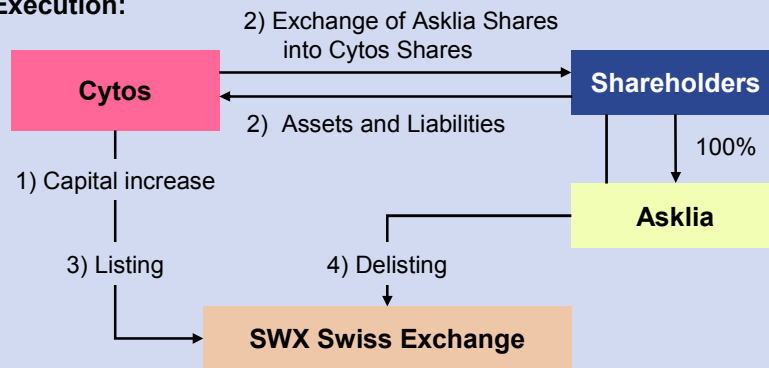 Execution:
2) Exchange of Asklia Shares
into Cytos Shares
Cytos
Shareholders
2) Assets and Liabilities
100%
1) Capital increase
Asklia
3) Listing
4) Delisting
SWX Swiss Exchange